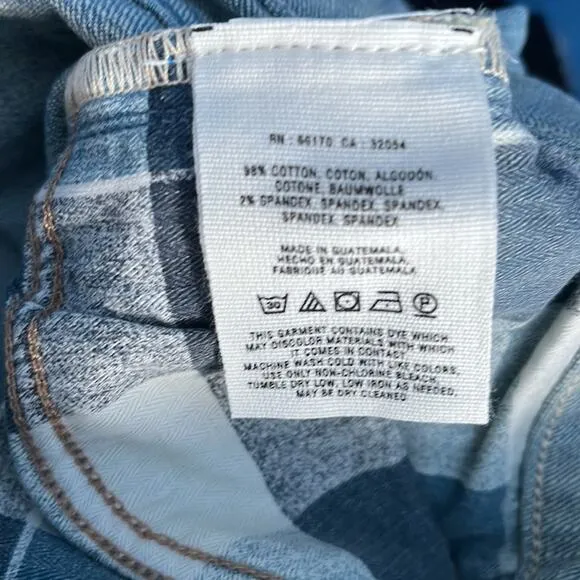 RN : 66170 CA : 32054
98% COTTON, COTON, ALGODÓN,
COTONE, BAUMWOLLE
2% SPANDEX, SPANDEX, SPANDEX,
SPANDEX, SPANDEX
MADE IN GUATEMALA,
HECHO EN GUATEMALA,
FABRIQUE AU GUATEMALA
30 P
THIS GARMENT CONTAINS DYE WHICH
MAY DISCOLOR MATERIALS WITH WHICH
IT COMES IN CONTACT.
MACHINE WASH COLD WITH LIKE COLORS,
USE ONLY NON-CHLORINE BLEACH,
TUMBLE DRY LOW, LOW IRON AS NEEDED,
MAY BE DRY CLEANED